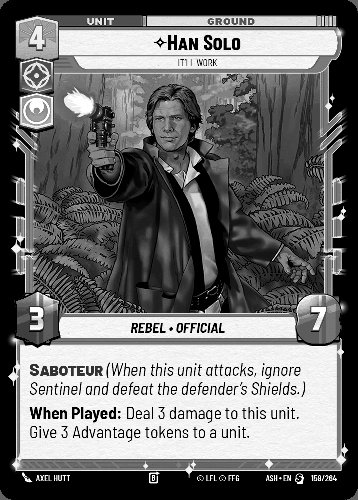 UNIT GROUND
4
Han Solo
IT'LL WORK
3
REBEL • OFFICIAL
7
SABOTEUR (When this unit attacks, ignore
Sentinel and defeat the defender's Shields.)
When Played: Deal 3 damage to this unit.
Give 3 Advantage tokens to a unit.
AXEL HUTT
© LFL © FFG
ASH • EN
158/264